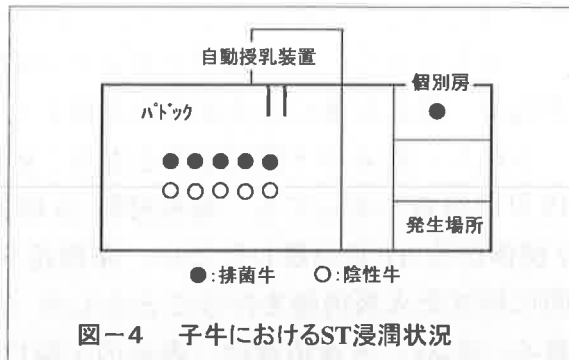 自動授乳装置
個別房
パドック
発生場所
●:排菌牛 ○:陰性牛
図－4 子牛におけるST浸潤状況